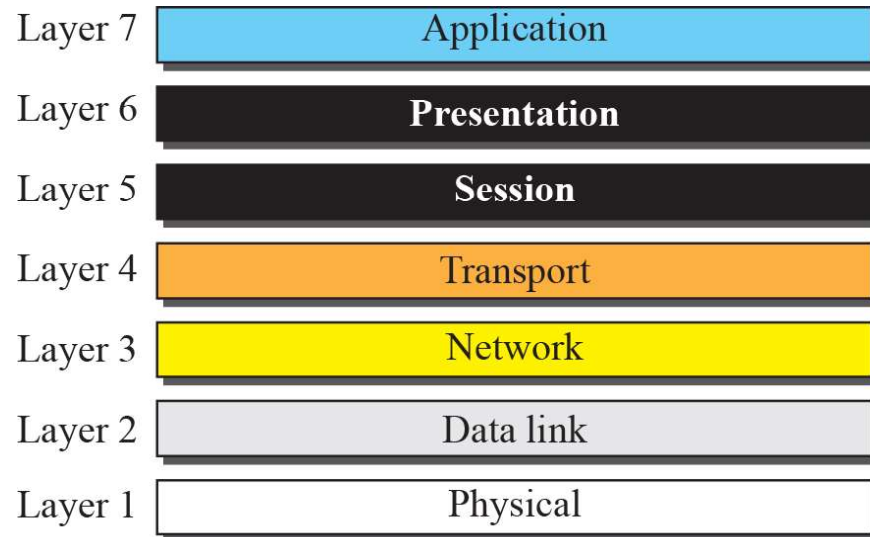 Layer 7 Application
Layer 6 Presentation
Layer 5 Session
Layer 4 Transport
Layer 3 Network
Layer 2 Data link
Layer 1 Physical